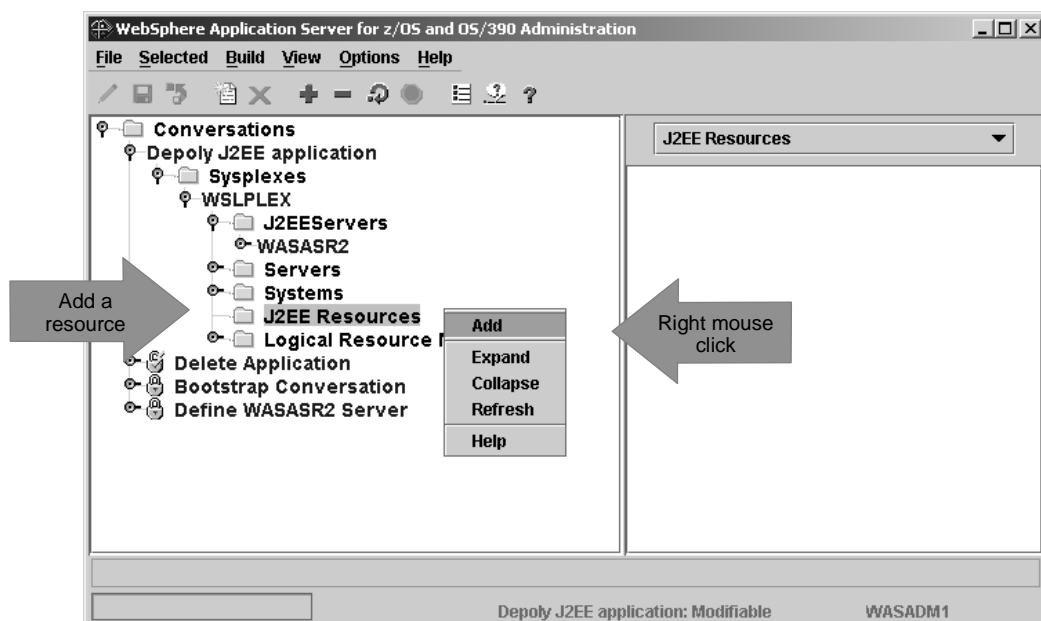 WebSphere Application Server for z/OS and OS/390 Administration
File Selected Build View Options Help
Conversations
Depoly J2EE application
Sysplexes
WSLPLEX
J2EEServers
WASASR2
Servers
Systems
J2EE Resources
Logical Resource
Delete Application
Bootstrap Conversation
Define WASASR2 Server
Add a
resource
Add
Expand
Collapse
Refresh
Help
Right mouse
click
J2EE Resources
Depoly J2EE application: Modifiable WASADM1